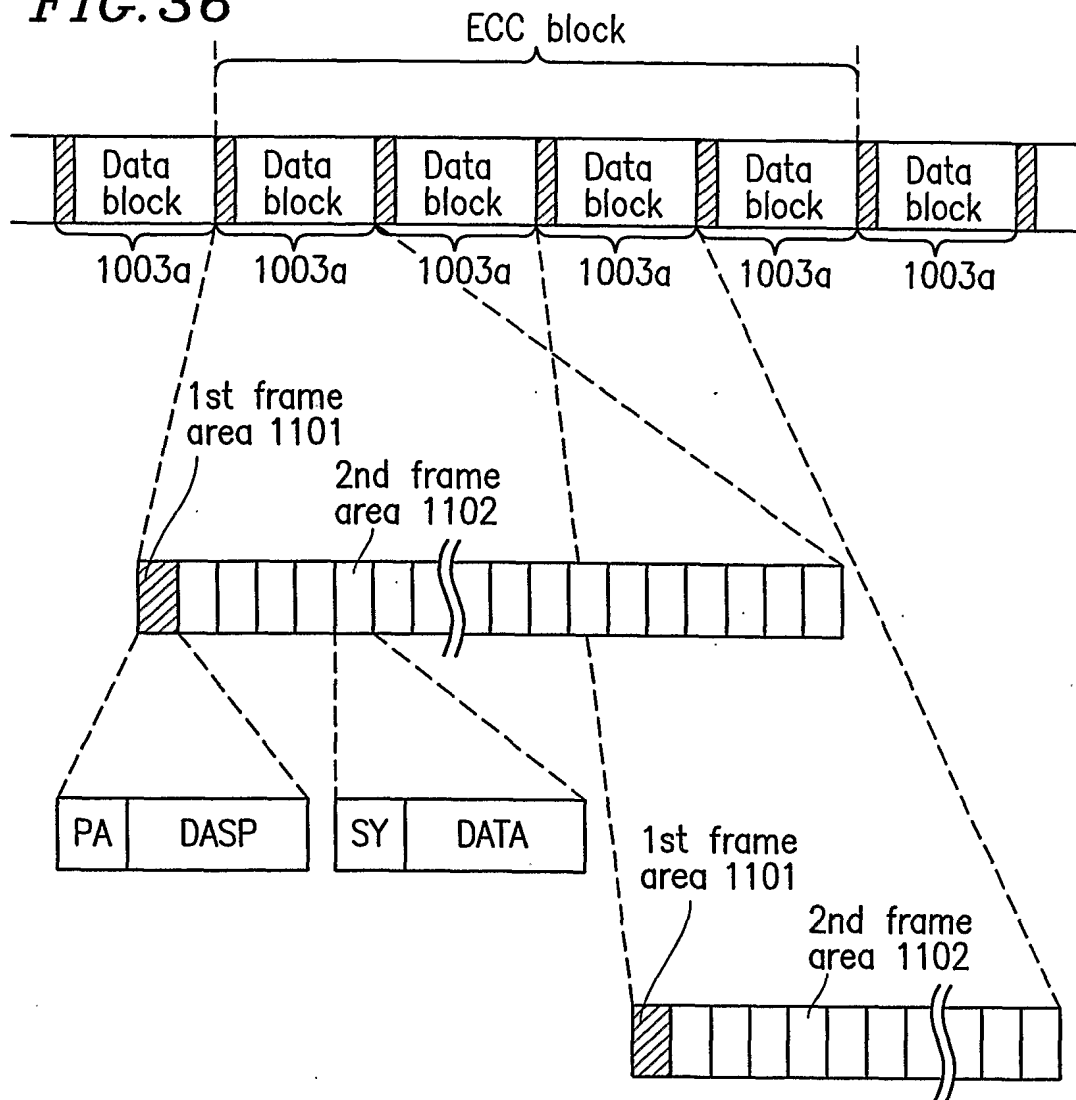 FIG. 36
ECC block
Data block
Data block
Data block
Data block
Data block
Data block
1003a
1003a
1003a
1003a
1003a
1003a
1st frame
area 1101
2nd frame
area 1102
PA
DASP
SY
DATA
1st frame
area 1101
2nd frame
area 1102